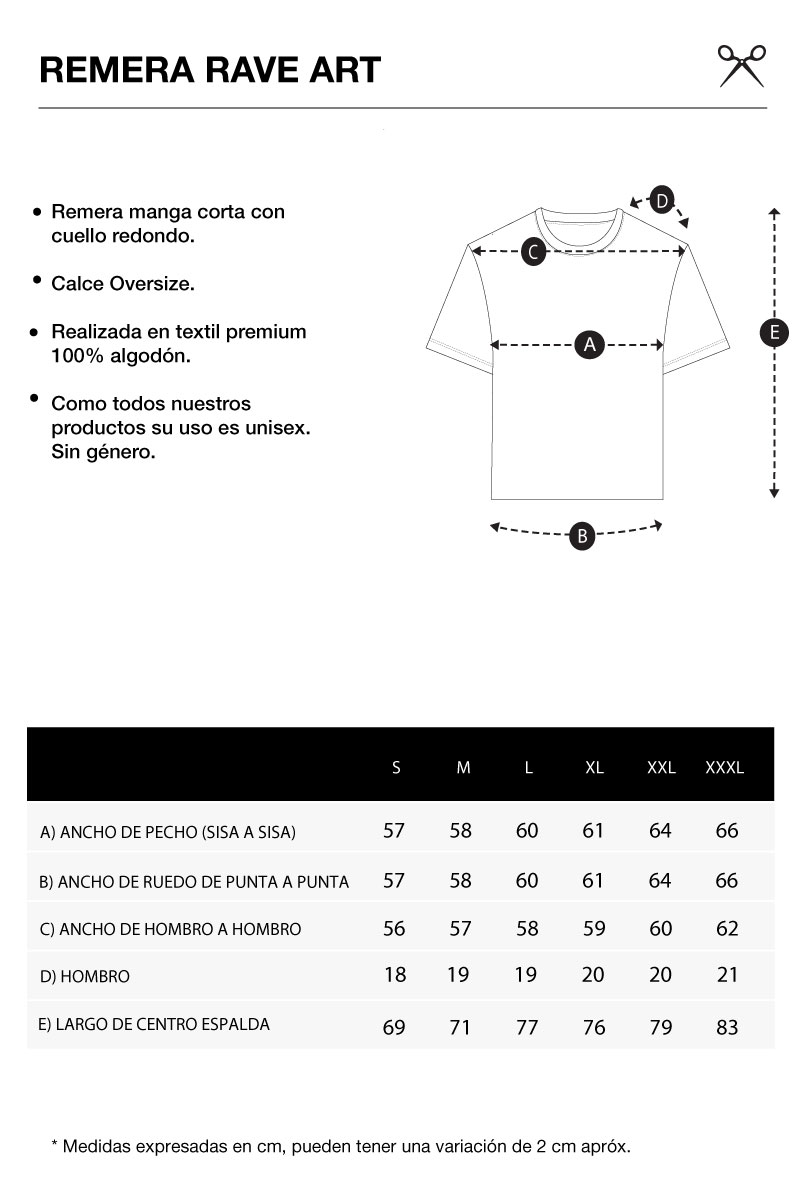 REMERA RAVE ART
• Remera manga corta con
cuello redondo.
• Calce Oversize.
• Realizada en textil premium
100% algodón.
• Como todos nuestros
productos su uso es unisex.
Sin género.
D
C
E
A
B
S M L XL XXL XXXL
A) ANCHO DE PECHO (SISA A SISA) 57 58 60 61 64 66
B) ANCHO DE RUEDO DE PUNTA A PUNTA 57 58 60 61 64 66
C) ANCHO DE HOMBRO A HOMBRO 56 57 58 59 60 62
D) HOMBRO 18 19 19 20 20 21
E) LARGO DE CENTRO ESPALDA 69 71 77 76 79 83
* Medidas expresadas en cm, pueden tener una variación de 2 cm apróx.